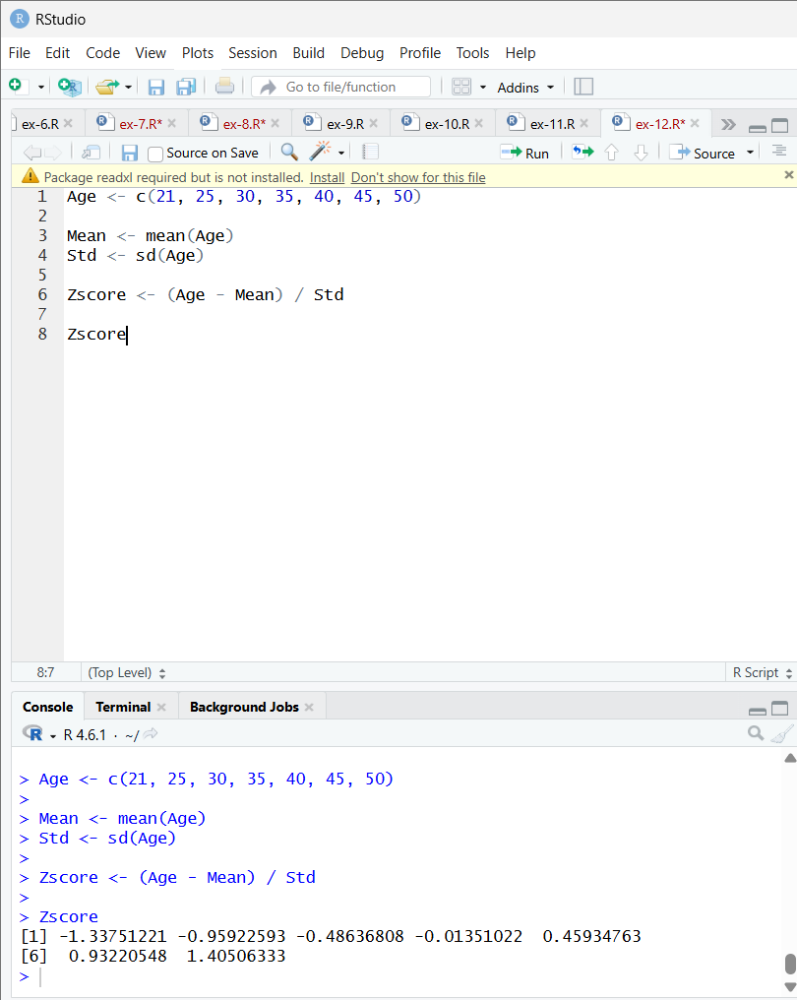 RStudio
File Edit Code View Plots Session Build Debug Profile Tools Help
Go to file/function Addins
ex-6.R ex-7.R* ex-8.R* ex-9.R ex-10.R ex-11.R ex-12.R*
Source on Save Run Source
Package readxl required but is not installed. Install Don't show for this file
1 Age <- c(21, 25, 30, 35, 40, 45, 50)
2
3 Mean <- mean(Age)
4 Std <- sd(Age)
5
6 Zscore <- (Age - Mean) / Std
7
8 Zscore
8:7 (Top Level) R Script
Console Terminal Background Jobs
R 4.6.1 · ~/
> Age <- c(21, 25, 30, 35, 40, 45, 50)
>
> Mean <- mean(Age)
> Std <- sd(Age)
>
> Zscore <- (Age - Mean) / Std
>
> Zscore
[1] -1.33751221 -0.95922593 -0.48636808 -0.01351022  0.45934763
[6]  0.93220548  1.40506333
>